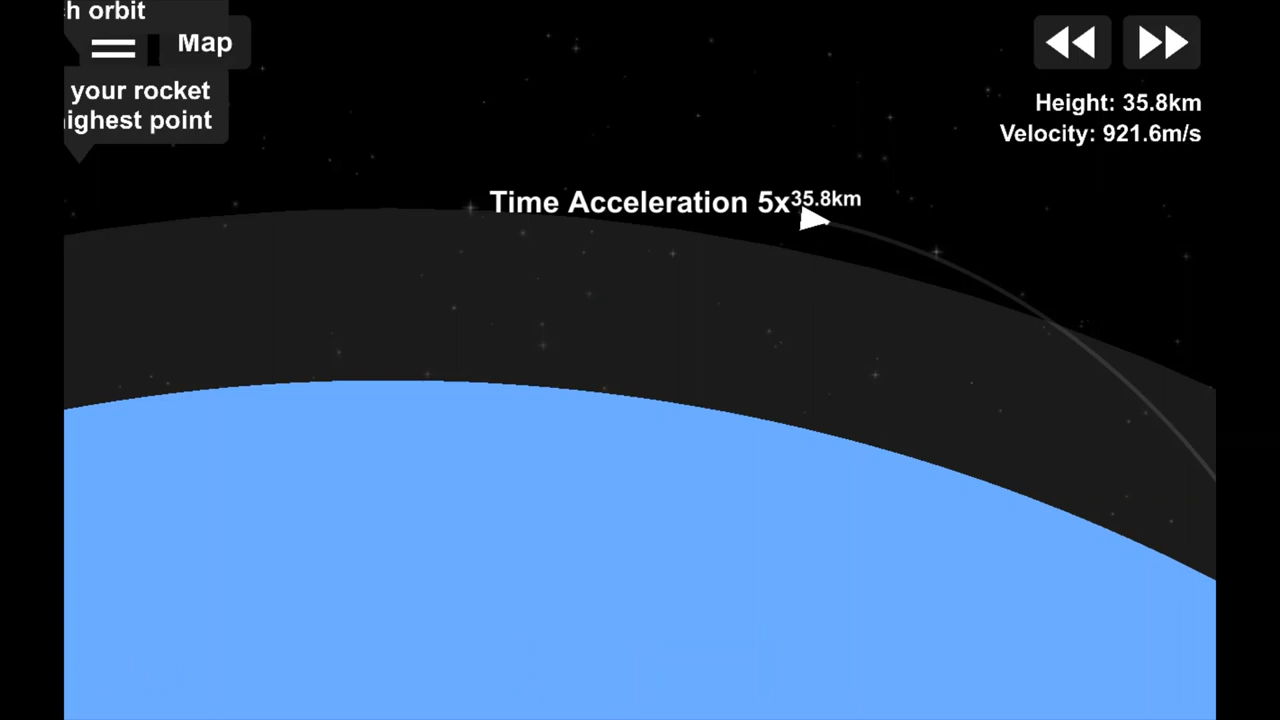 h orbit
Map
your rocket
ighest point
Height: 35.8km
Velocity: 921.6m/s
Time Acceleration 5x
35.8km